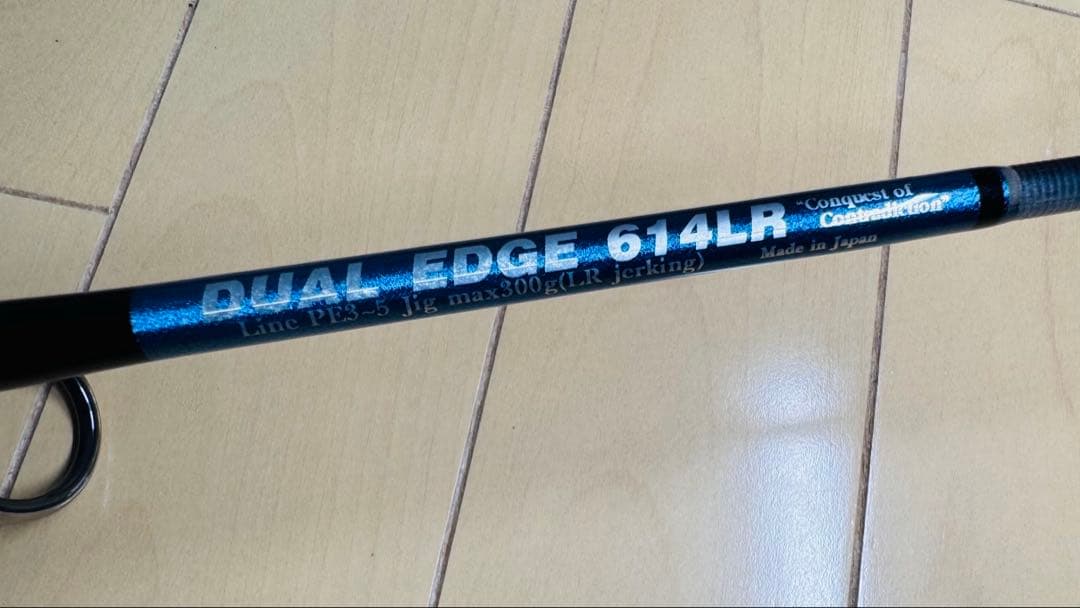 DUAL EDGE 614LR
"Conquest of
Contradiction"
Line PE3~5 Jig max300g(LR jerking)
Made in Japan